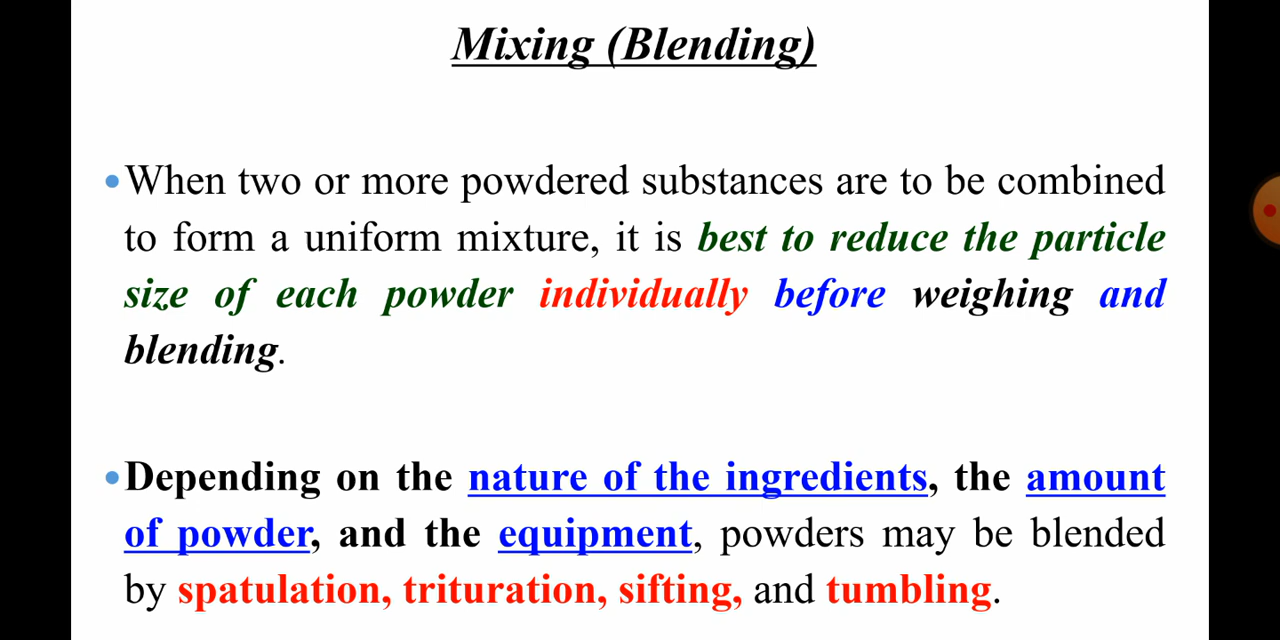 Mixing (Blending)
•When two or more powdered substances are to be combined
to form a uniform mixture, it is best to reduce the particle
size of each powder individually before weighing and
blending.
•Depending on the nature of the ingredients, the amount
of powder, and the equipment, powders may be blended
by spatulation, trituration, sifting, and tumbling.